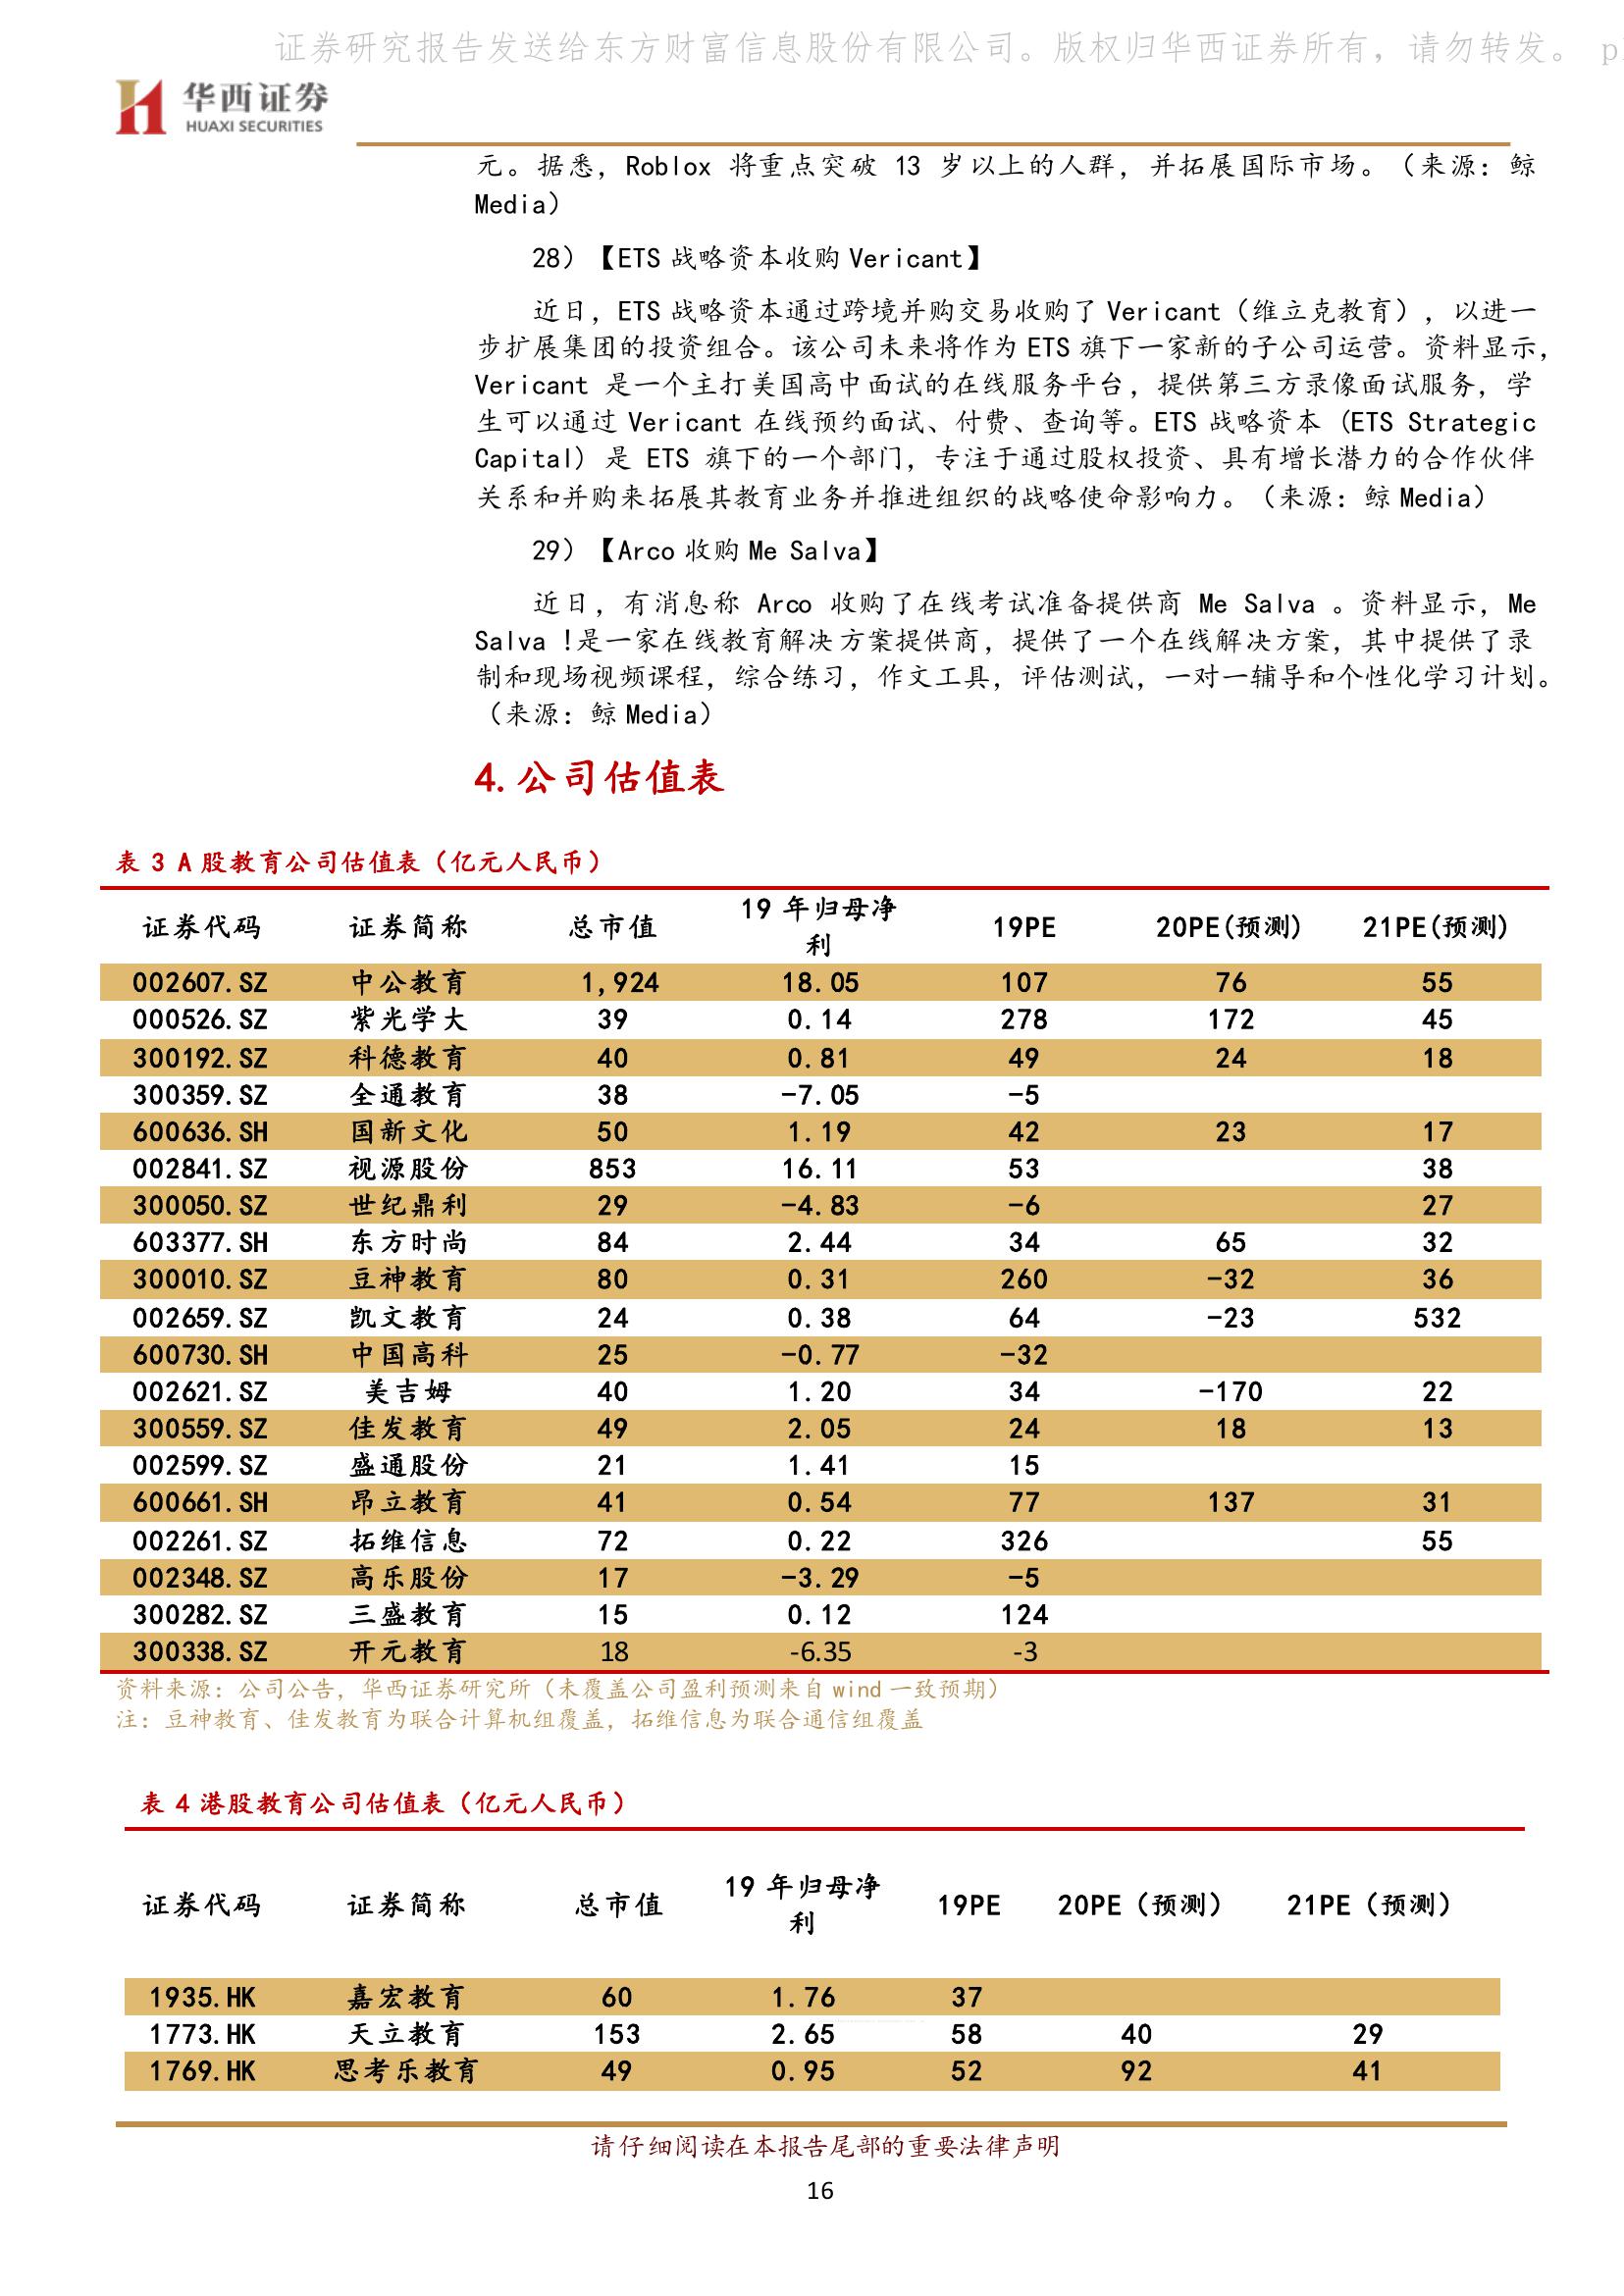 证券研究报告发送给东方财富信息股份有限公司。版权归华西证券所有，请勿转发。 p
华西证券
HUAXI SECURITIES
元。据悉，Roblox 将重点突破 13 岁以上的人群，并拓展国际市场。（来源：鲸
Media）
28）【ETS 战略资本收购 Vericant】
近日，ETS 战略资本通过跨境并购交易收购了 Vericant（维立克教育），以进一
步扩展集团的投资组合。该公司未来将作为 ETS 旗下一家新的子公司运营。资料显示，
Vericant 是一个主打美国高中面试的在线服务平台，提供第三方录像面试服务，学
生可以通过 Vericant 在线预约面试、付费、查询等。ETS 战略资本 (ETS Strategic
Capital) 是 ETS 旗下的一个部门，专注于通过股权投资、具有增长潜力的合作伙伴
关系和并购来拓展其教育业务并推进组织的战略使命影响力。（来源：鲸 Media）
29）【Arco 收购 Me Salva】
近日，有消息称 Arco 收购了在线考试准备提供商 Me Salva 。资料显示，Me
Salva !是一家在线教育解决方案提供商，提供了一个在线解决方案，其中提供了录
制和现场视频课程，综合练习，作文工具，评估测试，一对一辅导和个性化学习计划。
（来源：鲸 Media）
4.公司估值表
表 3 A 股教育公司估值表（亿元人民币）
证券代码 证券简称 总市值 19 年归母净利 19PE 20PE(预测) 21PE(预测)
002607.SZ 中公教育 1,924 18.05 107 76 55
000526.SZ 紫光学大 39 0.14 278 172 45
300192.SZ 科德教育 40 0.81 49 24 18
300359.SZ 全通教育 38 -7.05 -5
600636.SH 国新文化 50 1.19 42 23 17
002841.SZ 视源股份 853 16.11 53 38
300050.SZ 世纪鼎利 29 -4.83 -6 27
603377.SH 东方时尚 84 2.44 34 65 32
300010.SZ 豆神教育 80 0.31 260 -32 36
002659.SZ 凯文教育 24 0.38 64 -23 532
600730.SH 中国高科 25 -0.77 -32
002621.SZ 美吉姆 40 1.20 34 -170 22
300559.SZ 佳发教育 49 2.05 24 18 13
002599.SZ 盛通股份 21 1.41 15
600661.SH 昂立教育 41 0.54 77 137 31
002261.SZ 拓维信息 72 0.22 326 55
002348.SZ 高乐股份 17 -3.29 -5
300282.SZ 三盛教育 15 0.12 124
300338.SZ 开元教育 18 -6.35 -3
资料来源：公司公告，华西证券研究所（未覆盖公司盈利预测来自 wind 一致预期）
注：豆神教育、佳发教育为联合计算机组覆盖，拓维信息为联合通信组覆盖
表 4 港股教育公司估值表（亿元人民币）
证券代码 证券简称 总市值 19 年归母净利 19PE 20PE（预测） 21PE（预测）
1935.HK 嘉宏教育 60 1.76 37
1773.HK 天立教育 153 2.65 58 40 29
1769.HK 思考乐教育 49 0.95 52 92 41
请仔细阅读在本报告尾部的重要法律声明
16